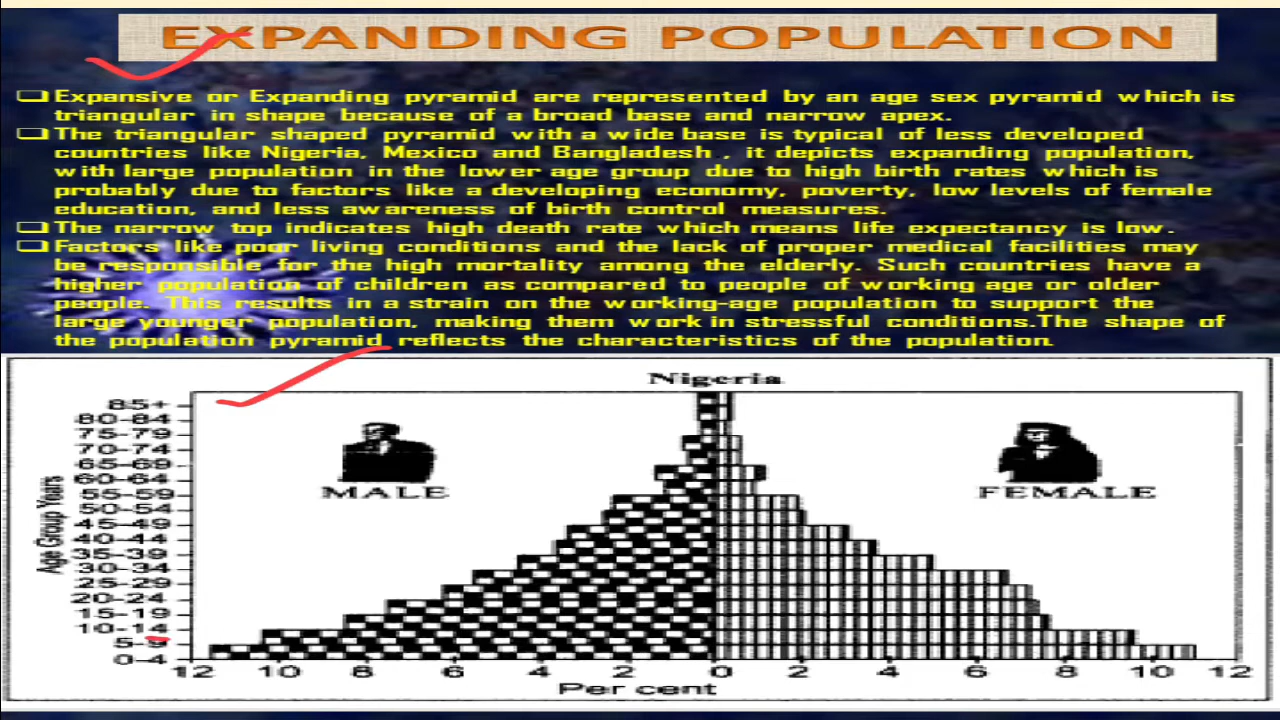 EXPANDING POPULATION
Expansive or Expanding pyramid are represented by an age sex pyramid which is
triangular in shape because of a broad base and narrow apex.
The triangular shaped pyramid with a wide base is typical of less developed
countries like Nigeria, Mexico and Bangladesh , it depicts expanding population,
with large population in the lower age group due to high birth rates which is
probably due to factors like a developing economy, poverty, low levels of female
education, and less awareness of birth control measures.
The narrow top indicates high death rate which means life expectancy is low.
Factors like poor living conditions and the lack of proper medical facilities may
be responsible for the high mortality among the elderly. Such countries have a
higher population of children as compared to people of working age or older
people. This results in a strain on the working-age population to support the
large younger population, making them work in stressful conditions.The shape of
the population pyramid reflects the characteristics of the population.
Nigeria
85+
80-84
75-79
70-74
65-69
60-64
55-59
50-54
45-49
40-44
35-39
30-34
25-29
20-24
15-19
10-14
5-9
0-4
Age Group Years
MALE
FEMALE
12 10 8 6 4 2 0 2 4 6 8 10 12
Per cent